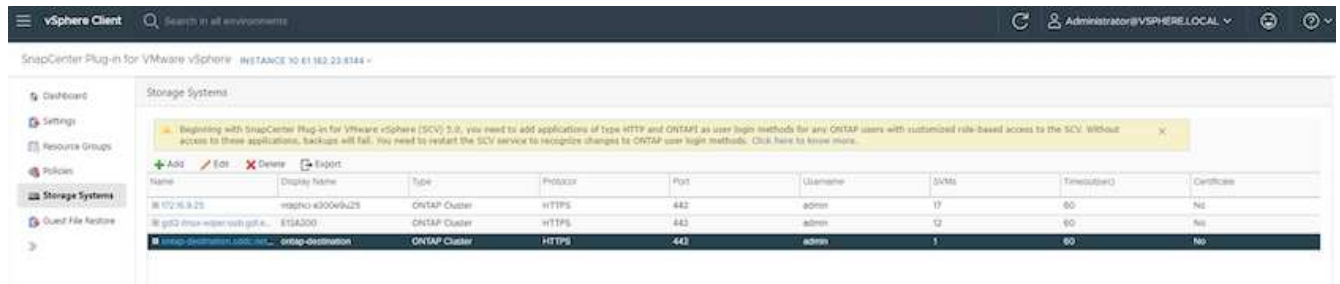 vSphere Client Search in all environments Administrator@VSPHERE.LOCAL
SnapCenter Plug-in for VMware vSphere INSTANCE 10.61.182.23:8144
Dashboard
Settings
Resource Groups
Policies
Storage Systems
Guest File Restore
Storage Systems
Beginning with SnapCenter Plug-in for VMware vSphere (SCV) 5.0, you need to add applications of type HTTP and ONTAPI as user login methods for any ONTAP users with customized role-based access to the SCV. Without
access to these applications, backups will fail. You need to restart the SCV service to recognize changes to ONTAP user login methods. Click here to know more.
Add Edit Delete Export
Name Display Name Type Protocol Port Username SVMs Timeout(sec) Certificate
172.16.9.25 ONTAP Cluster HTTPS 443 admin 17 60 No
E13A300 ONTAP Cluster HTTPS 443 admin 12 60 No
ontap-destination ONTAP Cluster HTTPS 443 admin 1 60 No